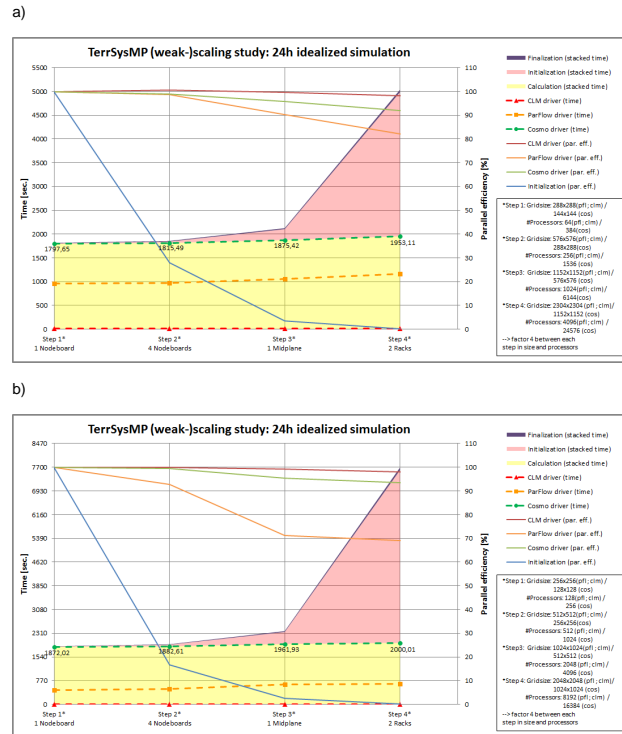 a)
TerrSysMP (weak-)scaling study: 24h idealized simulation
5500
5000
4500
4000
3500
3000
2500
2000
1500
1000
500
0
Time [sec.]
1797,65
1815,49
1875,42
1953,11
110
100
90
80
70
60
50
40
30
20
10
0
Parallel efficiency [%]
Step 1*
1 Nodeboard
Step 2*
4 Nodeboards
Step 3*
1 Midplane
Step 4*
2 Racks
Finalization (stacked time)
Initialization (stacked time)
Calculation (stacked time)
CLM driver (time)
ParFlow driver (time)
Cosmo driver (time)
CLM driver (par. eff.)
ParFlow driver (par. eff.)
Cosmo driver (par. eff.)
Initialization (par. eff.)
*Step 1: Gridsize: 288x288(pfl; clm) /
144x144 (cos)
#Processors: 64(pfl; clm) /
384(cos)
*Step 2: Gridsize: 576x576(pfl; clm) /
288x288 (cos)
#Processors: 256(pfl; clm) /
1536 (cos)
*Step3: Gridsize: 1152x1152(pfl; clm) /
576x576 (cos)
#Processors: 1024(pfl; clm) /
6144(cos)
*Step 4: Gridsize: 2304x2304 (pfl; clm) /
1152x1152 (cos)
#Processors: 4096(pfl; clm) /
24576 (cos)
--> factor 4 between each
step in size and processors
b)
TerrSysMP (weak-)scaling study: 24h idealized simulation
8470
7700
6930
6160
5390
4620
3850
3080
2310
1540
770
0
Time [sec.]
1872,02
1882,61
1961,93
2000,01
110
100
90
80
70
60
50
40
30
20
10
0
Parallel efficiency [%]
Step 1*
1 Nodeboard
Step 2*
4 Nodeboards
Step 3*
1 Midplane
Step 4*
2 Racks
Finalization (stacked time)
Initialization (stacked time)
Calculation (stacked time)
CLM driver (time)
ParFlow driver (time)
Cosmo driver (time)
CLM driver (par. eff.)
ParFlow driver (par. eff.)
Cosmo driver (par. eff.)
Initialization (par. eff.)
*Step 1: Gridsize: 256x256(pfl; clm) /
128x128 (cos)
#Processors: 128(pfl; clm) /
256 (cos)
*Step 2: Gridsize: 512x512(pfl; clm) /
256x256(cos)
#Processors: 512 (pfl; clm) /
1024 (cos)
*Step3: Gridsize: 1024x1024(pfl; clm) /
512x512 (cos)
#Processors: 2048 (pfl; clm) /
4096 (cos)
*Step 4: Gridsize: 2048x2048 (pfl; clm) /
1024x1024 (cos)
#Processors: 8192 (pfl; clm) /
16384 (cos)
--> factor 4 between each
step in size and processors